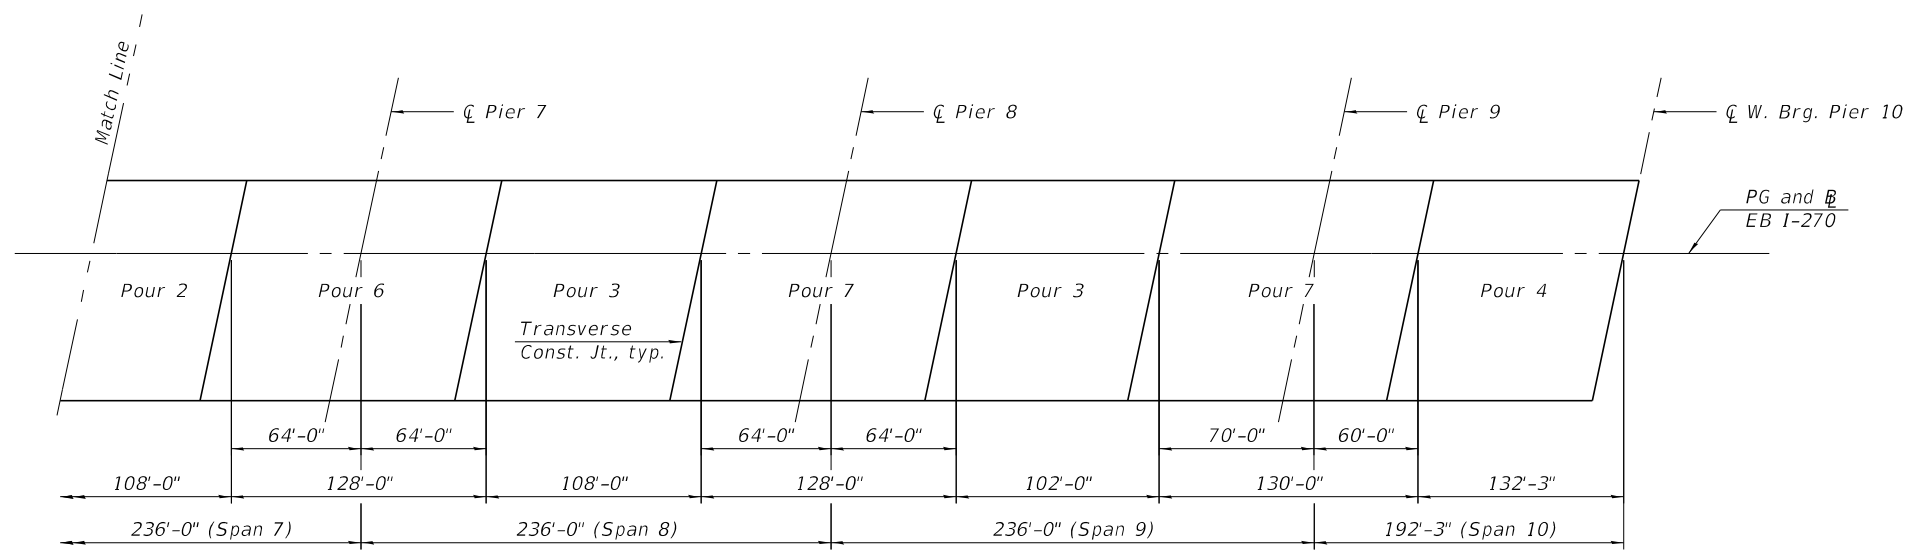 Match Line
℄ Pier 7
℄ Pier 8
℄ Pier 9
℄ W. Brg. Pier 10
PG and ⅊
EB I-270
Pour 2
Pour 6
Pour 3
Pour 7
Pour 3
Pour 7
Pour 4
Transverse
Const. Jt., typ.
64'-0"
64'-0"
64'-0"
64'-0"
70'-0"
60'-0"
108'-0"
128'-0"
108'-0"
128'-0"
102'-0"
130'-0"
132'-3"
236'-0" (Span 7)
236'-0" (Span 8)
236'-0" (Span 9)
192'-3" (Span 10)